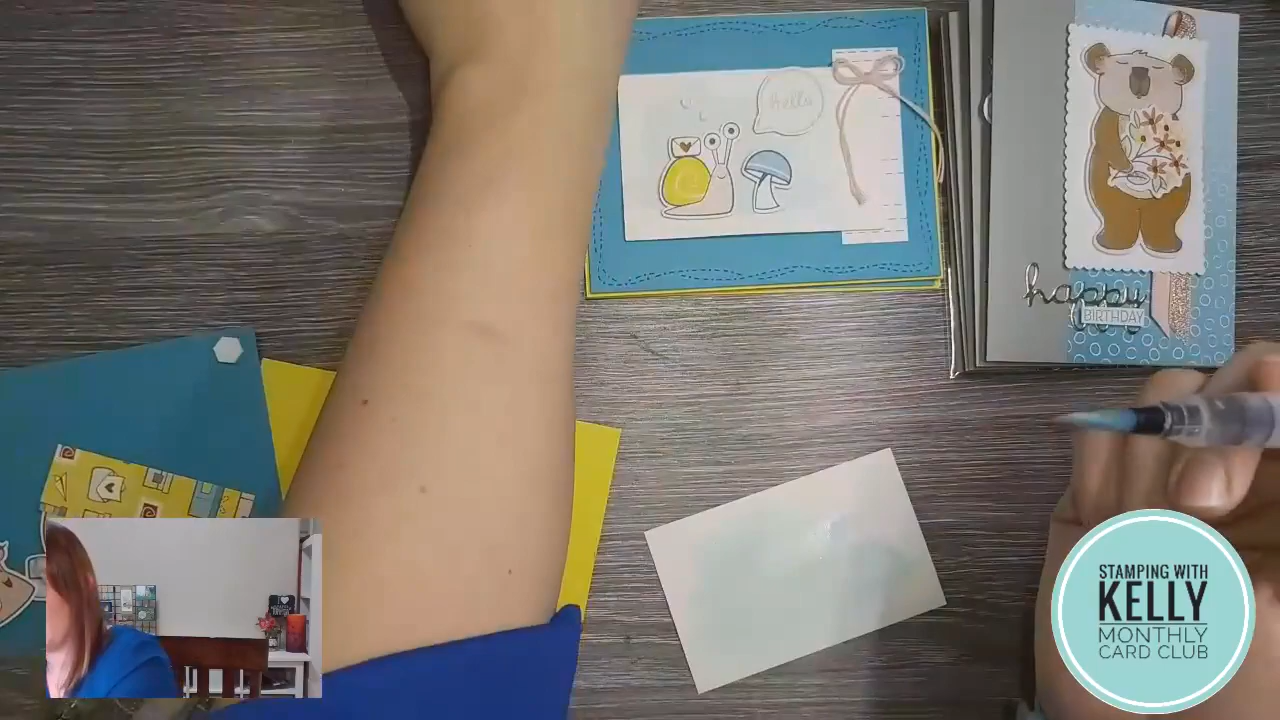 hello
happy
BIRTHDAY
STAMPING WITH
KELLY
MONTHLY
CARD CLUB